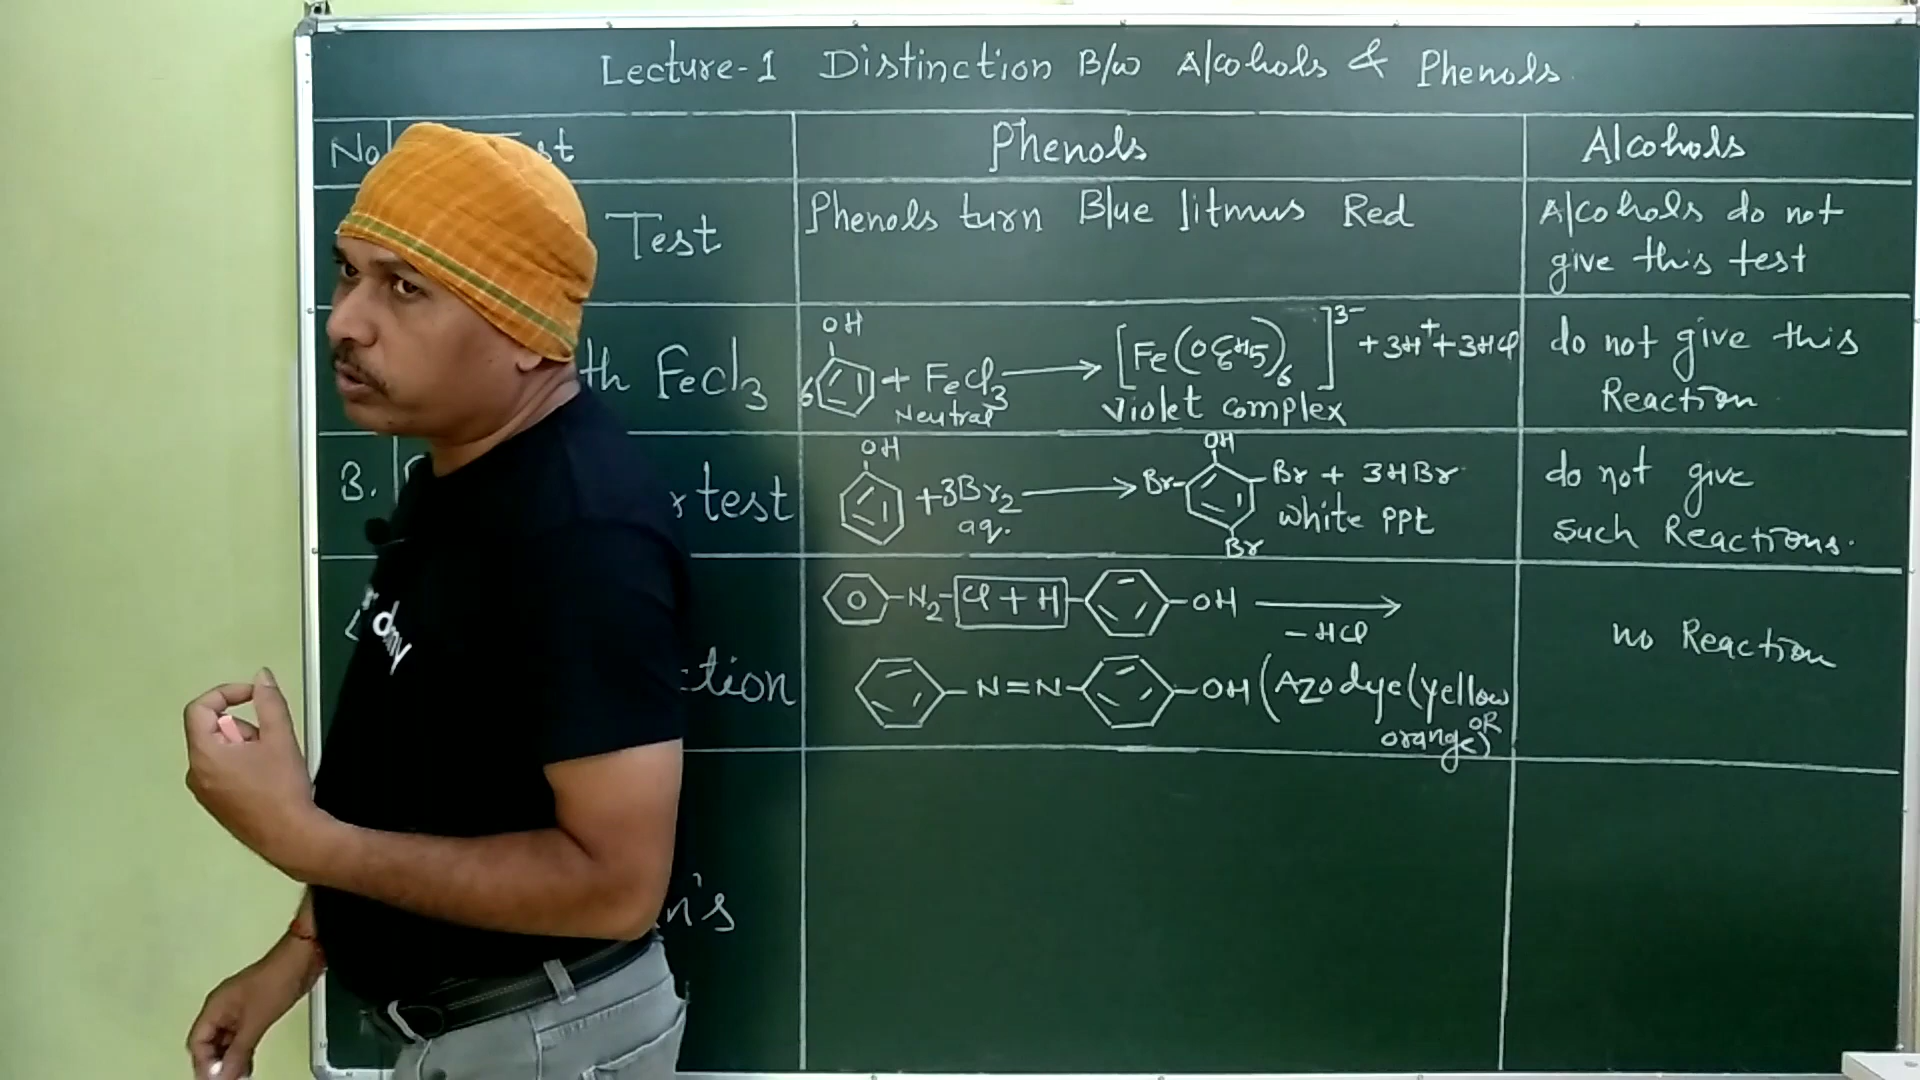 Lecture-1 Distinction B/w Alcohols & Phenols
No
Phenols
Alcohols
Test
Phenols turn Blue litmus Red
Alcohols do not
give this test
FeCl3
OH
6 + FeCl3 → [Fe(OC6H5)6]3- + 3H+ + 3HCl
Neutral
Violet complex
do not give this
Reaction
3.
test
OH
+3Br2 →
aq.
OH
Br- -Br + 3HBr
Br
white ppt
do not give
such Reactions.
-N2-Cl + H- -OH →
-HCl
-N=N- -OH (Azodye (yellow
OR
orange)
no Reaction